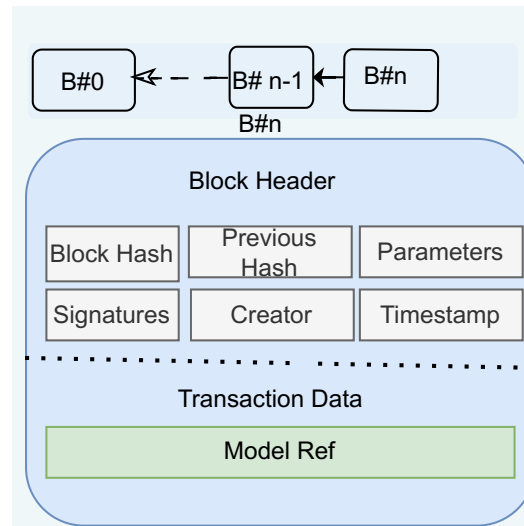 B#0
B# n-1
B#n
B#n
Block Header
Block Hash
Previous
Hash
Parameters
Signatures
Creator
Timestamp
Transaction Data
Model Ref